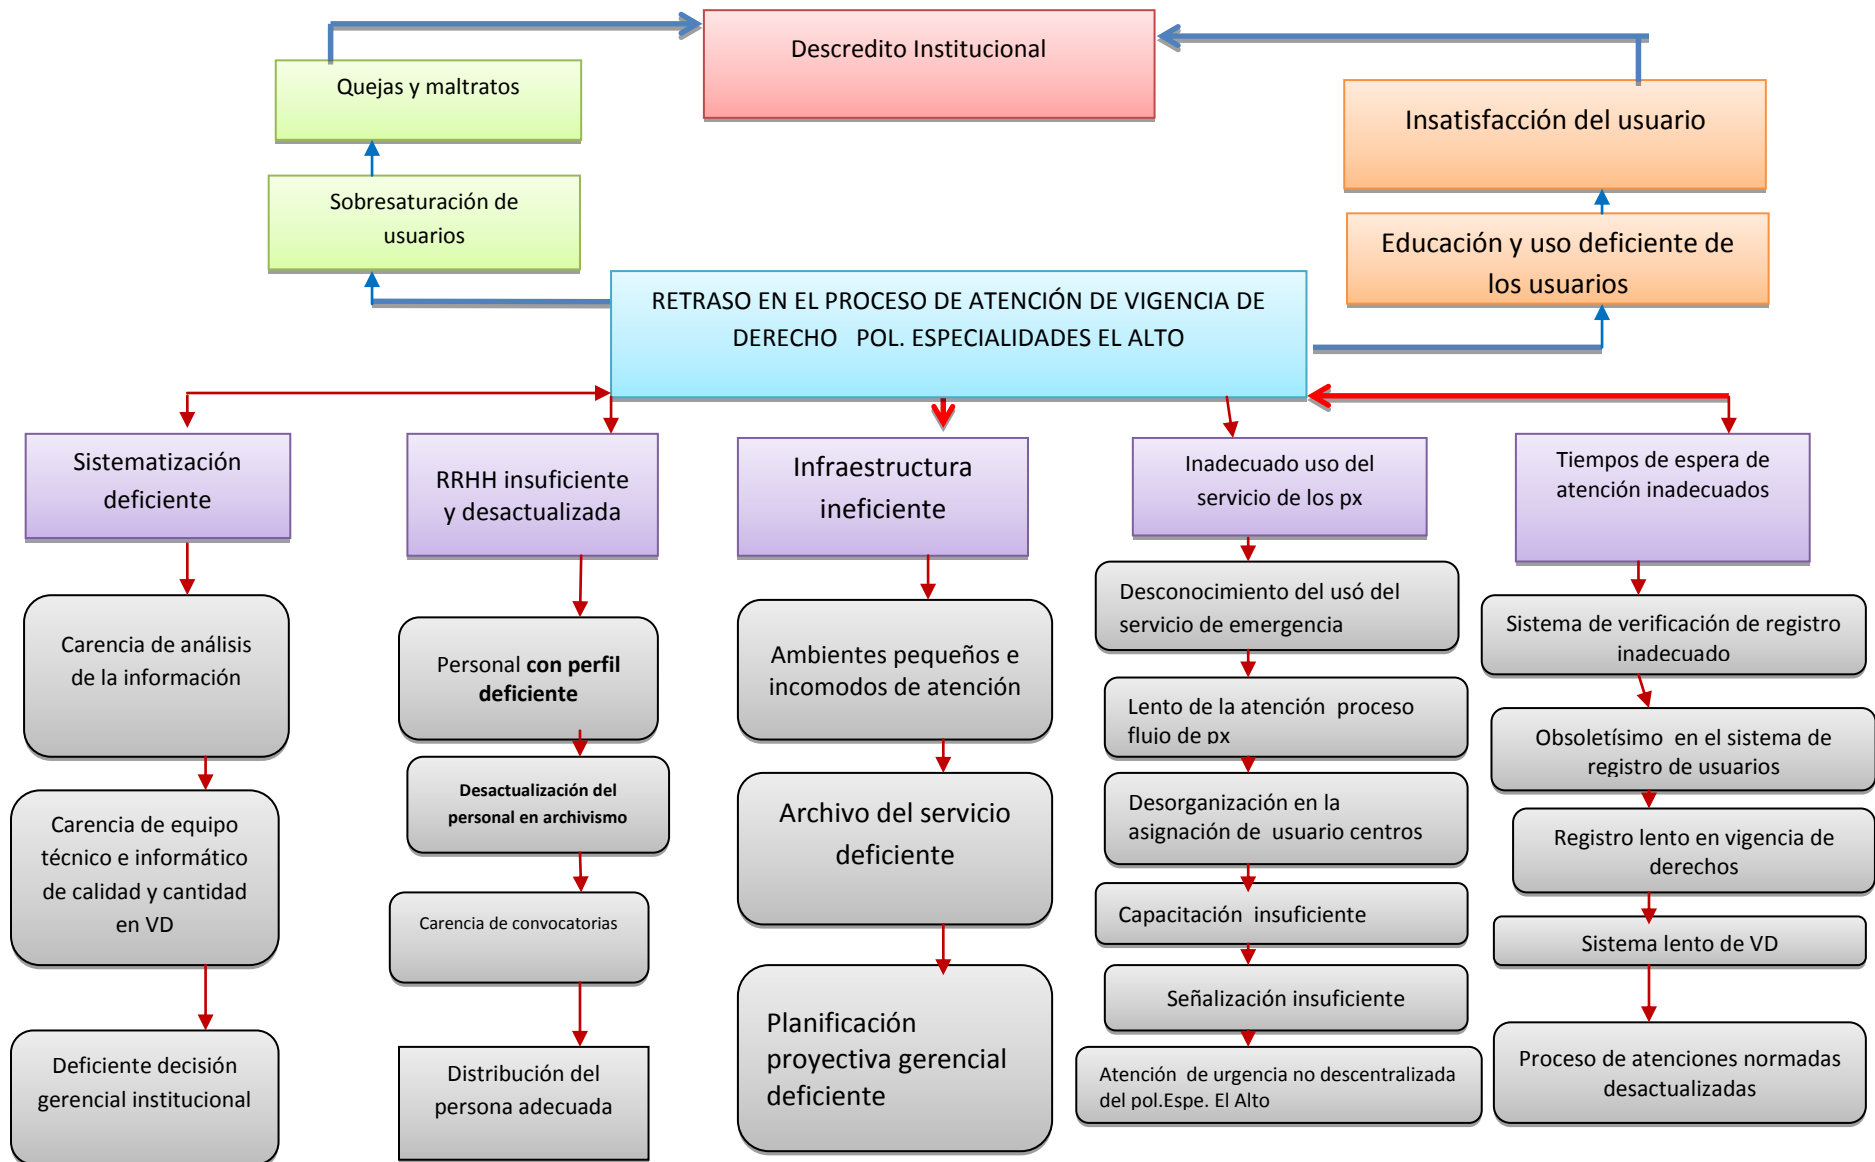 Descredito Institucional
Quejas y maltratos
Insatisfacción del usuario
Sobresaturación de
usuarios
Educación y uso deficiente de
los usuarios
RETRASO EN EL PROCESO DE ATENCIÓN DE VIGENCIA DE
DERECHO   POL. ESPECIALIDADES EL ALTO
Sistematización
deficiente
RRHH insuficiente
y desactualizada
Infraestructura
ineficiente
Inadecuado uso del
servicio de los px
Tiempos de espera de
atención inadecuados
Carencia de análisis
de la información
Carencia de equipo
técnico e informático
de calidad y cantidad
en VD
Deficiente decisión
gerencial institucional
Personal con perfil
deficiente
Desactualización del
personal en archivismo
Carencia de convocatorias
Distribución del
persona adecuada
Ambientes pequeños e
incomodos de atención
Archivo del servicio
deficiente
Planificación
proyectiva gerencial
deficiente
Desconocimiento del usó del
servicio de emergencia
Lento de la atención  proceso
flujo de px
Desorganización en la
asignación de  usuario centros
Capacitación  insuficiente
Señalización insuficiente
Atención  de urgencia no descentralizada
del pol.Espe. El Alto
Sistema de verificación de registro
inadecuado
Obsoletísimo  en el sistema de
registro de usuarios
Registro lento en vigencia de
derechos
Sistema lento de VD
Proceso de atenciones normadas
desactualizadas